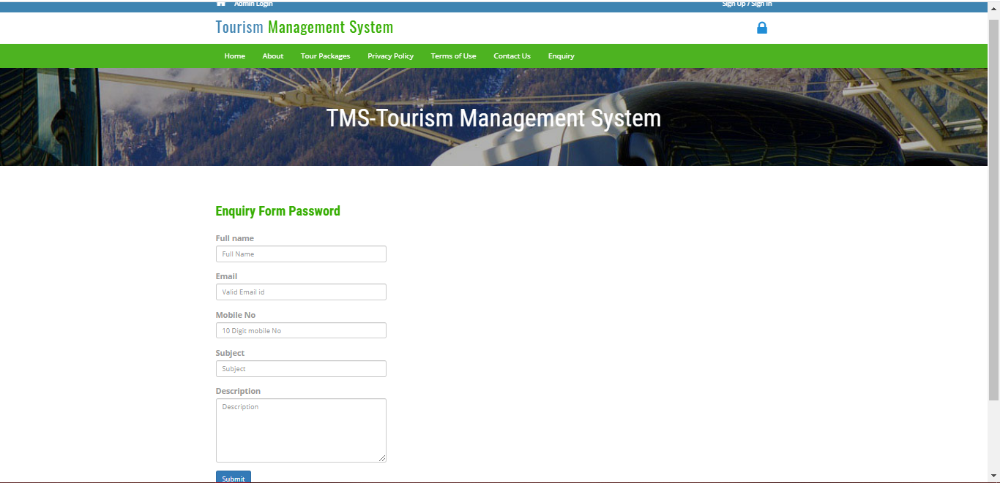 Admin Login Sign Up / Sign In
Tourism Management System
Home About Tour Packages Privacy Policy Terms of Use Contact Us Enquiry
TMS-Tourism Management System
Enquiry Form Password
Full name
Full Name
Email
Valid Email id
Mobile No
10 Digit mobile No
Subject
Subject
Description
Description
Submit